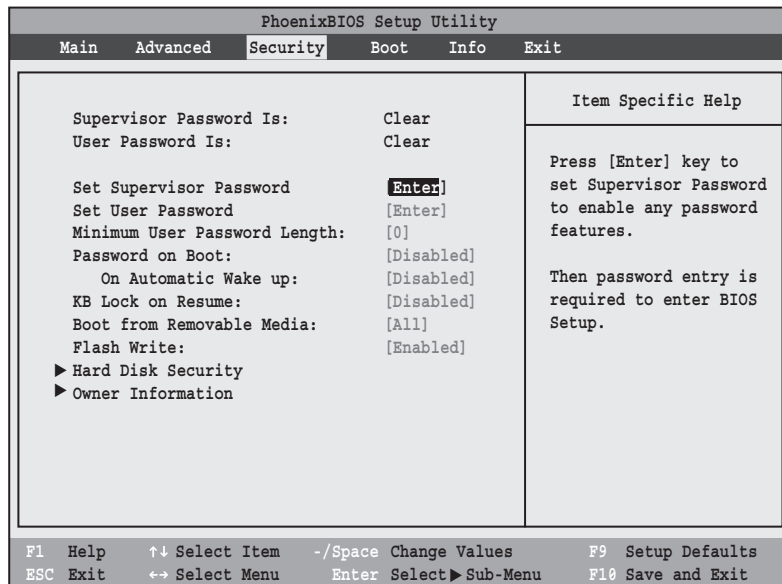 PhoenixBIOS Setup Utility
Main Advanced Security Boot Info Exit
Supervisor Password Is: Clear
User Password Is: Clear
Set Supervisor Password [Enter]
Set User Password [Enter]
Minimum User Password Length: [0]
Password on Boot: [Disabled]
On Automatic Wake up: [Disabled]
KB Lock on Resume: [Disabled]
Boot from Removable Media: [All]
Flash Write: [Enabled]
▶ Hard Disk Security
▶ Owner Information
Item Specific Help
Press [Enter] key to
set Supervisor Password
to enable any password
features.
Then password entry is
required to enter BIOS
Setup.
F1 Help ↑↓ Select Item -/Space Change Values F9 Setup Defaults
ESC Exit ←→ Select Menu Enter Select ▶ Sub-Menu F10 Save and Exit